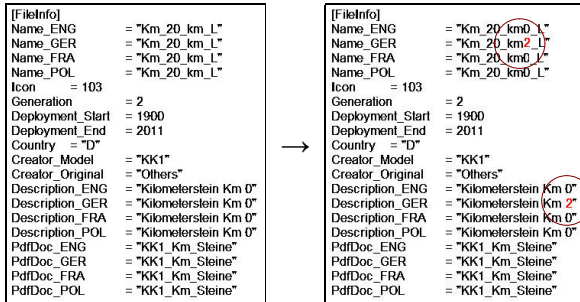 [FileInfo]
Name_ENG = "Km_20_km_L"
Name_GER = "Km_20_km_L"
Name_FRA = "Km_20_km_L"
Name_POL = "Km_20_km_L"
Icon = 103
Generation = 2
Deployment_Start = 1900
Deployment_End = 2011
Country = "D"
Creator_Model = "KK1"
Creator_Original = "Others"
Description_ENG = "Kilometerstein Km 0"
Description_GER = "Kilometerstein Km 0"
Description_FRA = "Kilometerstein Km 0"
Description_POL = "Kilometerstein Km 0"
PdfDoc_ENG = "KK1_Km_Steine"
PdfDoc_GER = "KK1_Km_Steine"
PdfDoc_FRA = "KK1_Km_Steine"
PdfDoc_POL = "KK1_Km_Steine"
→
[FileInfo]
Name_ENG = "Km_20_km0_L"
Name_GER = "Km_20_km2_L"
Name_FRA = "Km_20_km0_L"
Name_POL = "Km_20_km0_L"
Icon = 103
Generation = 2
Deployment_Start = 1900
Deployment_End = 2011
Country = "D"
Creator_Model = "KK1"
Creator_Original = "Others"
Description_ENG = "Kilometerstein Km 0"
Description_GER = "Kilometerstein Km 2"
Description_FRA = "Kilometerstein Km 0"
Description_POL = "Kilometerstein Km 0"
PdfDoc_ENG = "KK1_Km_Steine"
PdfDoc_GER = "KK1_Km_Steine"
PdfDoc_FRA = "KK1_Km_Steine"
PdfDoc_POL = "KK1_Km_Steine"